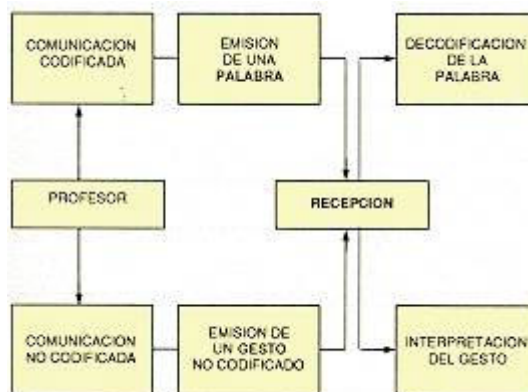 COMUNICACION
CODIFICADA
EMISION
DE UNA
PALABRA
DECODIFICACION
DE LA
PALABRA
PROFESOR
RECEPCION
COMUNICACION
NO CODIFICADA
EMISION DE
UN GESTO
NO CODIFICADO
INTERPRETACION
DEL GESTO